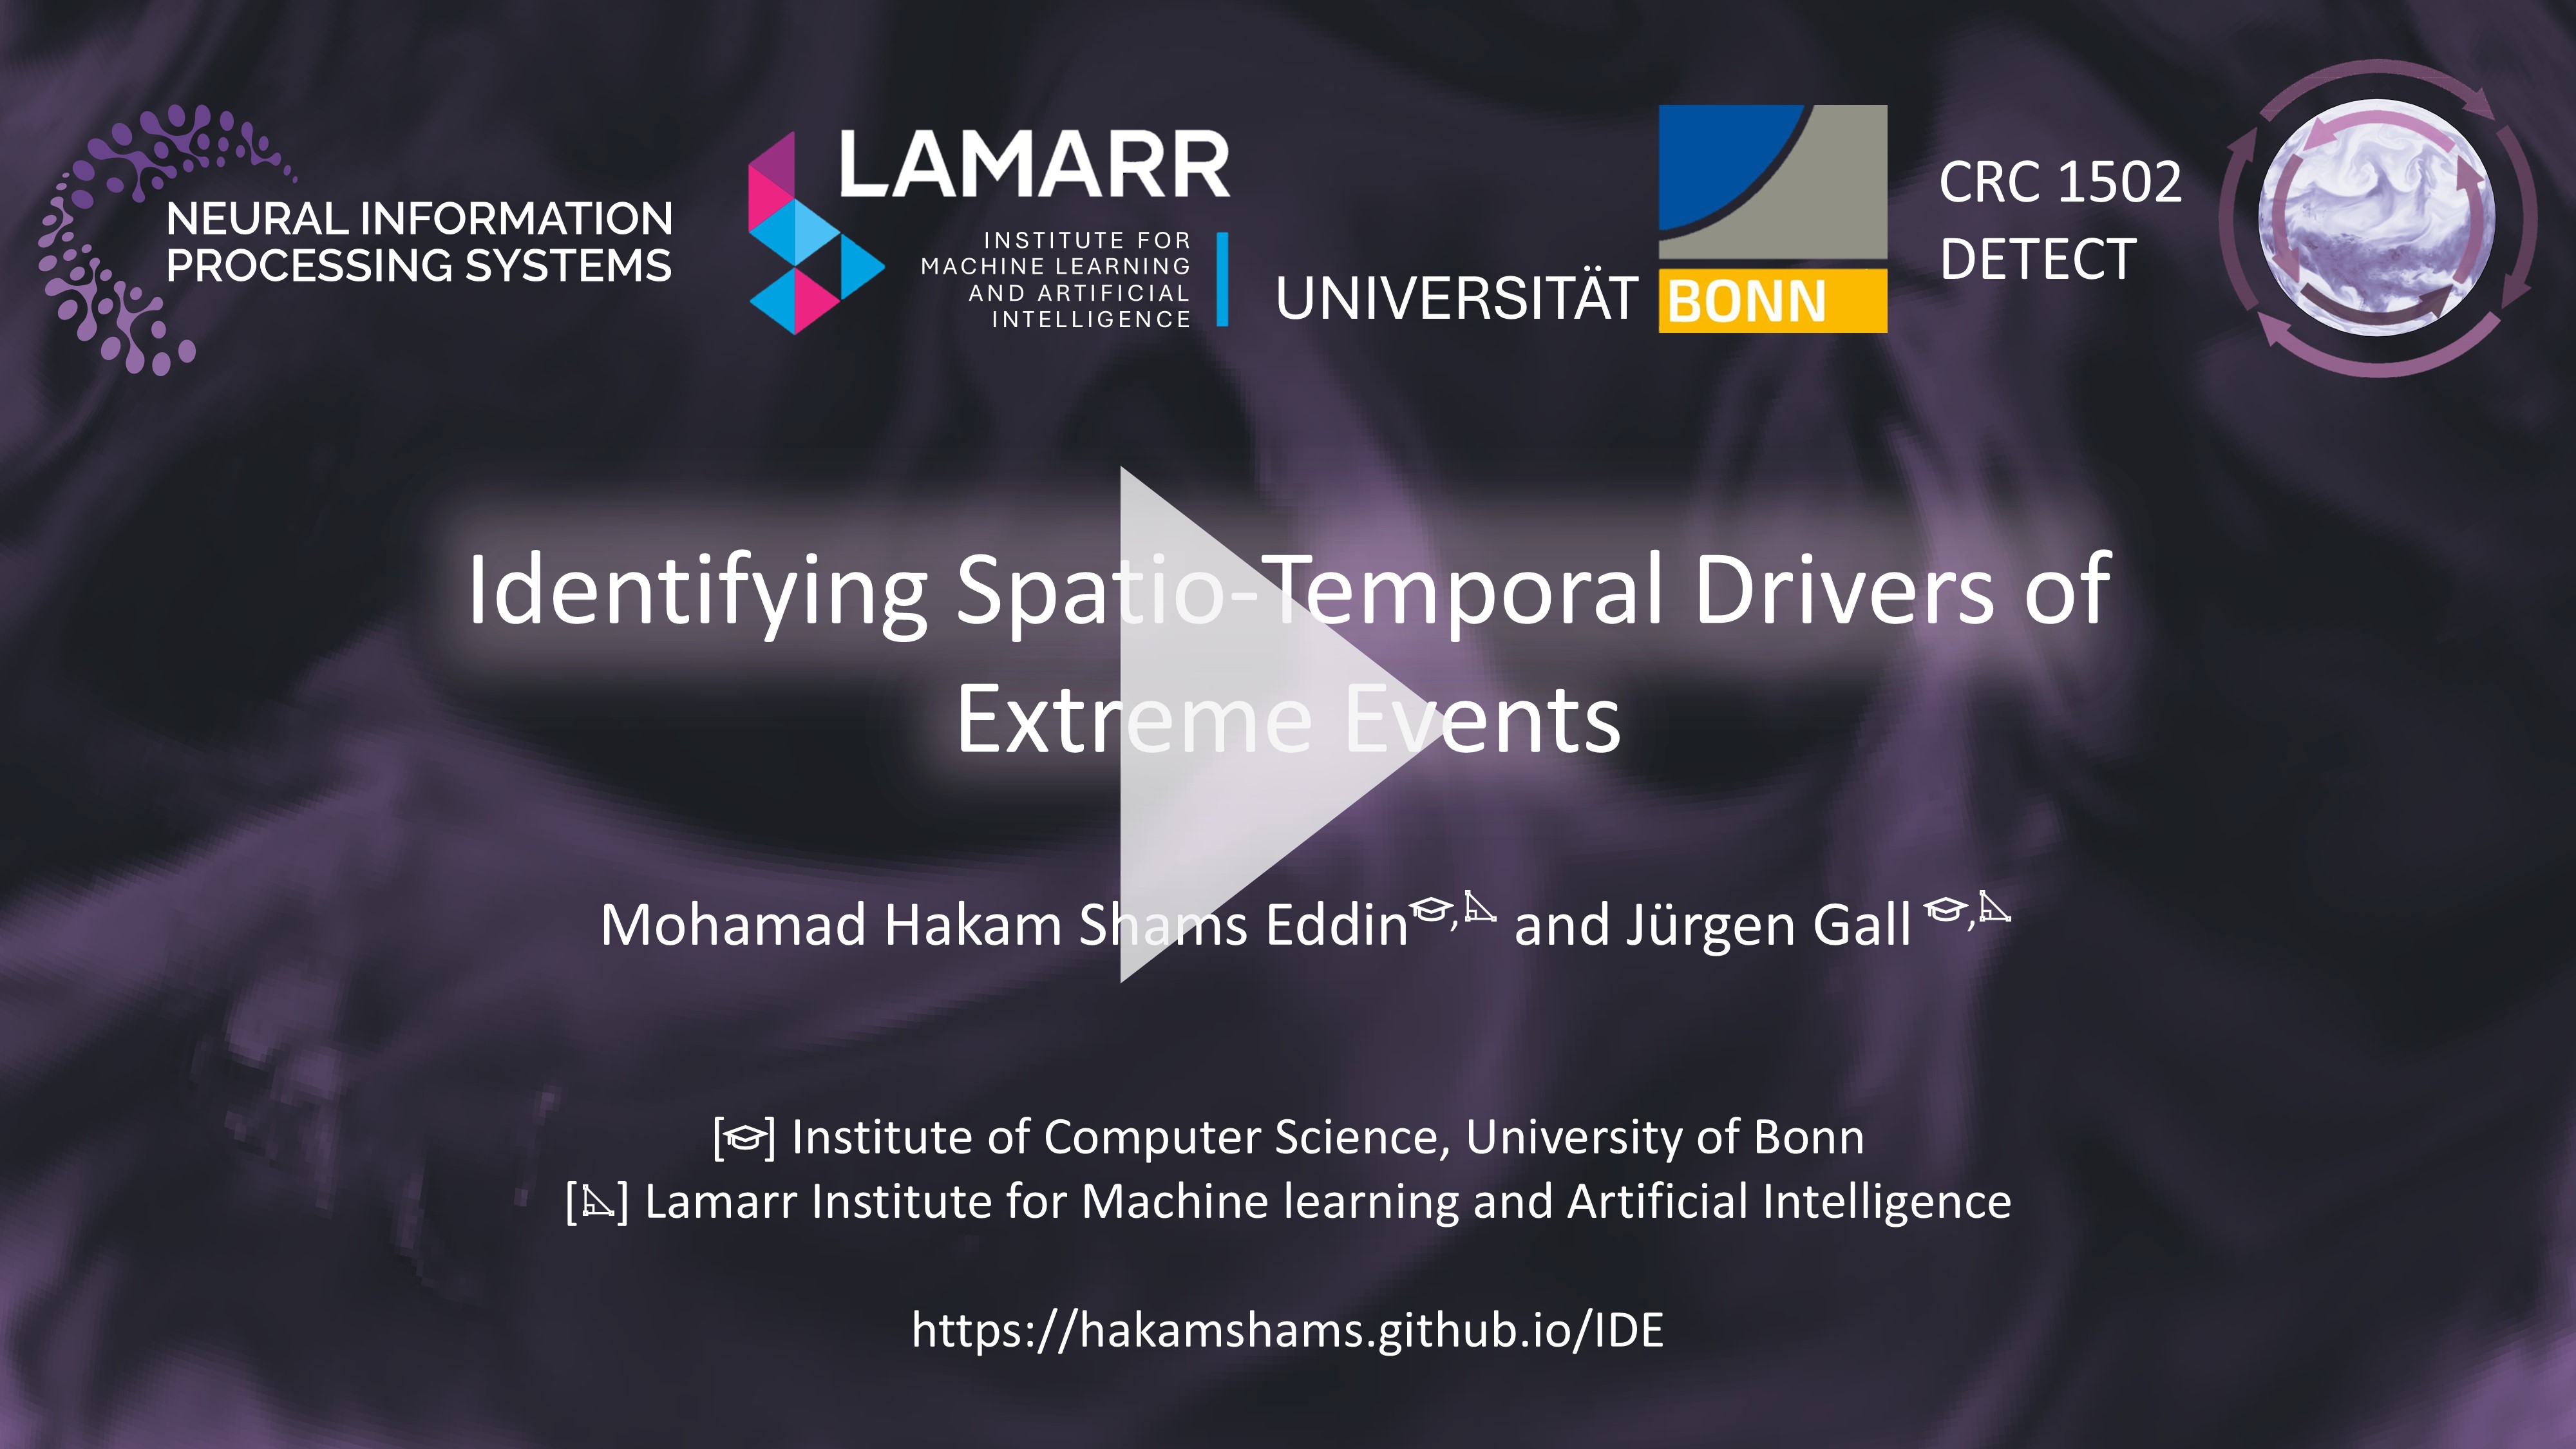 NEURAL INFORMATION
PROCESSING SYSTEMS
LAMARR
INSTITUTE FOR
MACHINE LEARNING
AND ARTIFICIAL
INTELLIGENCE
UNIVERSITÄT BONN
CRC 1502
DETECT
Identifying Spatio-Temporal Drivers of
Extreme Events
Mohamad Hakam Shams Eddin🎓,📐 and Jürgen Gall🎓,📐
[🎓] Institute of Computer Science, University of Bonn
[📐] Lamarr Institute for Machine learning and Artificial Intelligence
https://hakamshams.github.io/IDE